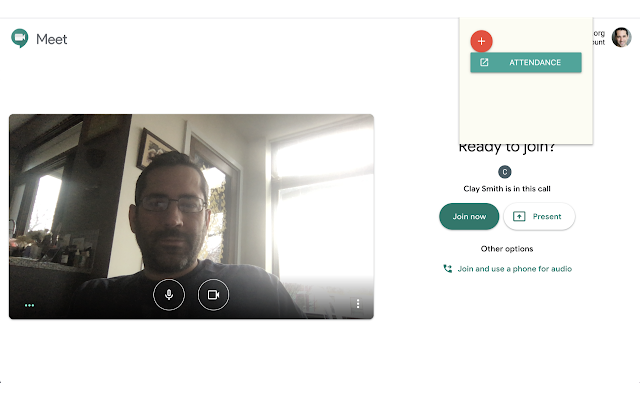 Meet
org
ount
+
ATTENDANCE
Ready to join?
C
Clay Smith is in this call
Join now
Present
Other options
Join and use a phone for audio